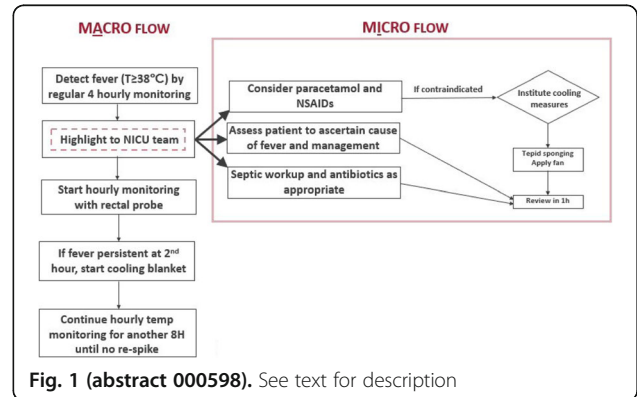 MACRO FLOW
Detect fever (T≥38°C) by
regular 4 hourly monitoring
Highlight to NICU team
Start hourly monitoring
with rectal probe
If fever persistent at 2nd
hour, start cooling blanket
Continue hourly temp
monitoring for another 8H
until no re-spike
MICRO FLOW
Consider paracetamol and
NSAIDs
If contraindicated
Institute cooling
measures
Assess patient to ascertain cause
of fever and management
Tepid sponging
Apply fan
Septic workup and antibiotics as
appropriate
Review in 1h
Fig. 1 (abstract 000598). See text for description